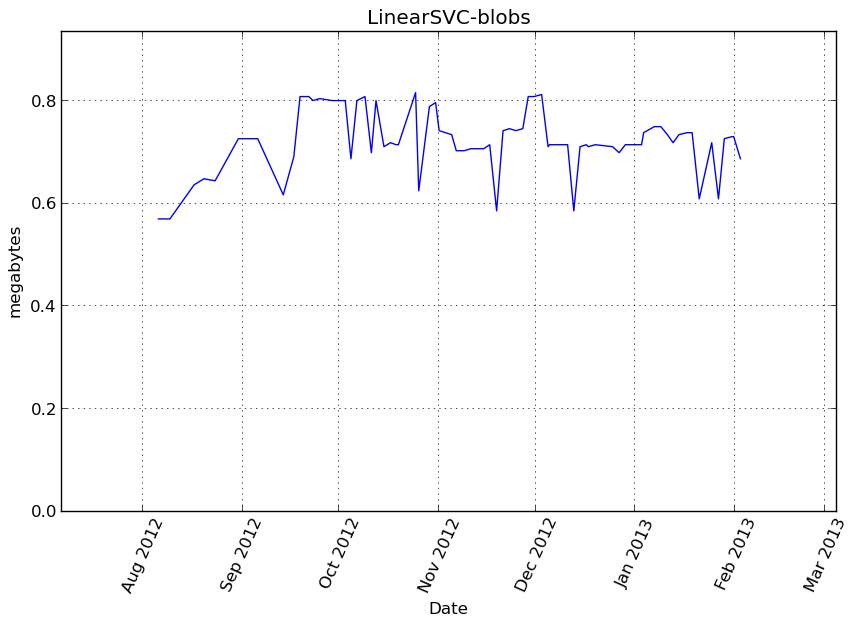 LinearSVC-blobs
megabytes
0.8
0.6
0.4
0.2
0.0
Aug 2012
Sep 2012
Oct 2012
Nov 2012
Dec 2012
Jan 2013
Feb 2013
Mar 2013
Date